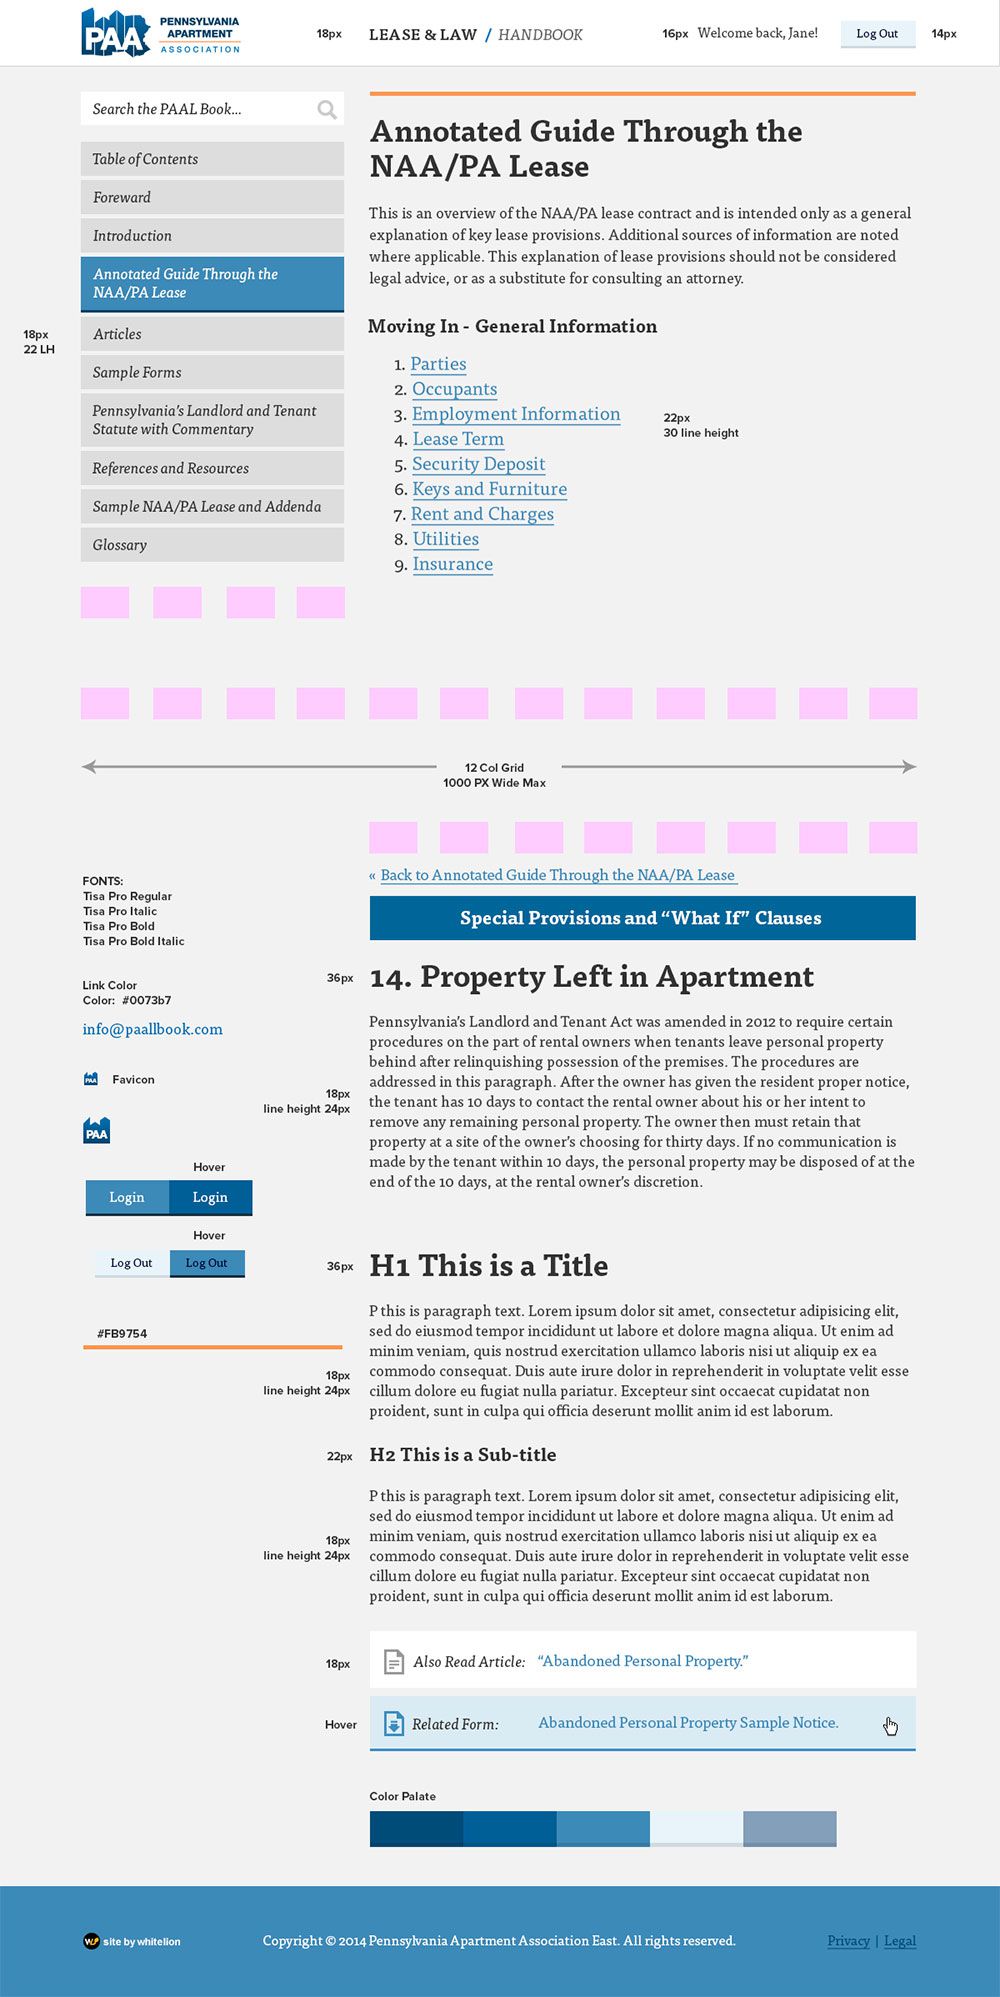 PAA
PENNSYLVANIA
APARTMENT
ASSOCIATION
18px
LEASE & LAW / HANDBOOK
16px
Welcome back, Jane!
Log Out
14px
Search the PAAL Book...
Table of Contents
Foreward
Introduction
Annotated Guide Through the
NAA/PA Lease
18px
22 LH
Articles
Sample Forms
Pennsylvania's Landlord and Tenant
Statute with Commentary
References and Resources
Sample NAA/PA Lease and Addenda
Glossary
Annotated Guide Through the
NAA/PA Lease
This is an overview of the NAA/PA lease contract and is intended only as a general
explanation of key lease provisions. Additional sources of information are noted
where applicable. This explanation of lease provisions should not be considered
legal advice, or as a substitute for consulting an attorney.
Moving In - General Information
1. Parties
2. Occupants
3. Employment Information
4. Lease Term
5. Security Deposit
6. Keys and Furniture
7. Rent and Charges
8. Utilities
9. Insurance
22px
30 line height
12 Col Grid
1000 PX Wide Max
FONTS:
Tisa Pro Regular
Tisa Pro Italic
Tisa Pro Bold
Tisa Pro Bold Italic
Link Color
Color: #0073b7
info@paallbook.com
PAA
Favicon
PAA
Hover
Login
Login
Hover
Log Out
Log Out
#FB9754
« Back to Annotated Guide Through the NAA/PA Lease
Special Provisions and “What If” Clauses
36px
14. Property Left in Apartment
18px
line height 24px
Pennsylvania's Landlord and Tenant Act was amended in 2012 to require certain
procedures on the part of rental owners when tenants leave personal property
behind after relinquishing possession of the premises. The procedures are
addressed in this paragraph. After the owner has given the resident proper notice,
the tenant has 10 days to contact the rental owner about his or her intent to
remove any remaining personal property. The owner then must retain that
property at a site of the owner's choosing for thirty days. If no communication is
made by the tenant within 10 days, the personal property may be disposed of at the
end of the 10 days, at the rental owner's discretion.
36px
H1 This is a Title
18px
line height 24px
P this is paragraph text. Lorem ipsum dolor sit amet, consectetur adipisicing elit,
sed do eiusmod tempor incididunt ut labore et dolore magna aliqua. Ut enim ad
minim veniam, quis nostrud exercitation ullamco laboris nisi ut aliquip ex ea
commodo consequat. Duis aute irure dolor in reprehenderit in voluptate velit esse
cillum dolore eu fugiat nulla pariatur. Excepteur sint occaecat cupidatat non
proident, sunt in culpa qui officia deserunt mollit anim id est laborum.
22px
H2 This is a Sub-title
18px
line height 24px
P this is paragraph text. Lorem ipsum dolor sit amet, consectetur adipisicing elit,
sed do eiusmod tempor incididunt ut labore et dolore magna aliqua. Ut enim ad
minim veniam, quis nostrud exercitation ullamco laboris nisi ut aliquip ex ea
commodo consequat. Duis aute irure dolor in reprehenderit in voluptate velit esse
cillum dolore eu fugiat nulla pariatur. Excepteur sint occaecat cupidatat non
proident, sunt in culpa qui officia deserunt mollit anim id est laborum.
18px
Also Read Article: “Abandoned Personal Property.”
Hover
Related Form: Abandoned Personal Property Sample Notice.
Color Palate
site by whitelion
Copyright © 2014 Pennsylvania Apartment Association East. All rights reserved.
Privacy | Legal